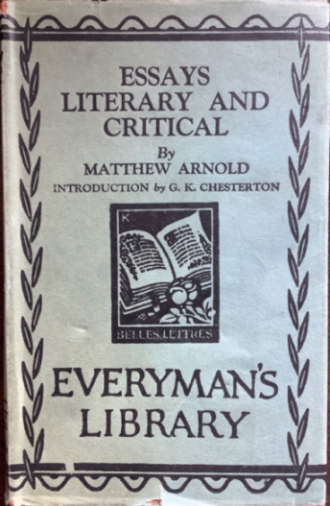 ESSAYS
LITERARY AND
CRITICAL
By
MATTHEW ARNOLD
INTRODUCTION by G. K. CHESTERTON
K
BELLES LETTRES
EVERYMAN'S
LIBRARY